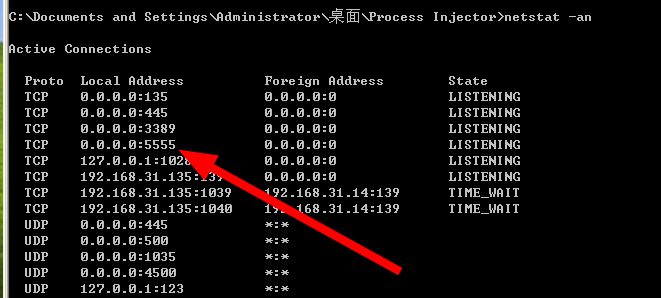 C:\Documents and Settings\Administrator\桌面\Process Injector>netstat -an
Active Connections
Proto Local Address Foreign Address State
TCP 0.0.0.0:135 0.0.0.0:0 LISTENING
TCP 0.0.0.0:445 0.0.0.0:0 LISTENING
TCP 0.0.0.0:3389 0.0.0.0:0 LISTENING
TCP 0.0.0.0:5555 0.0.0.0:0 LISTENING
TCP 127.0.0.1:1028 0.0.0.0:0 LISTENING
TCP 192.168.31.135:139 0.0.0.0:0 LISTENING
TCP 192.168.31.135:1039 192.168.31.14:139 TIME_WAIT
TCP 192.168.31.135:1040 192.168.31.14:139 TIME_WAIT
UDP 0.0.0.0:445 *:*
UDP 0.0.0.0:500 *:*
UDP 0.0.0.0:1035 *:*
UDP 0.0.0.0:4500 *:*
UDP 127.0.0.1:123 *:*